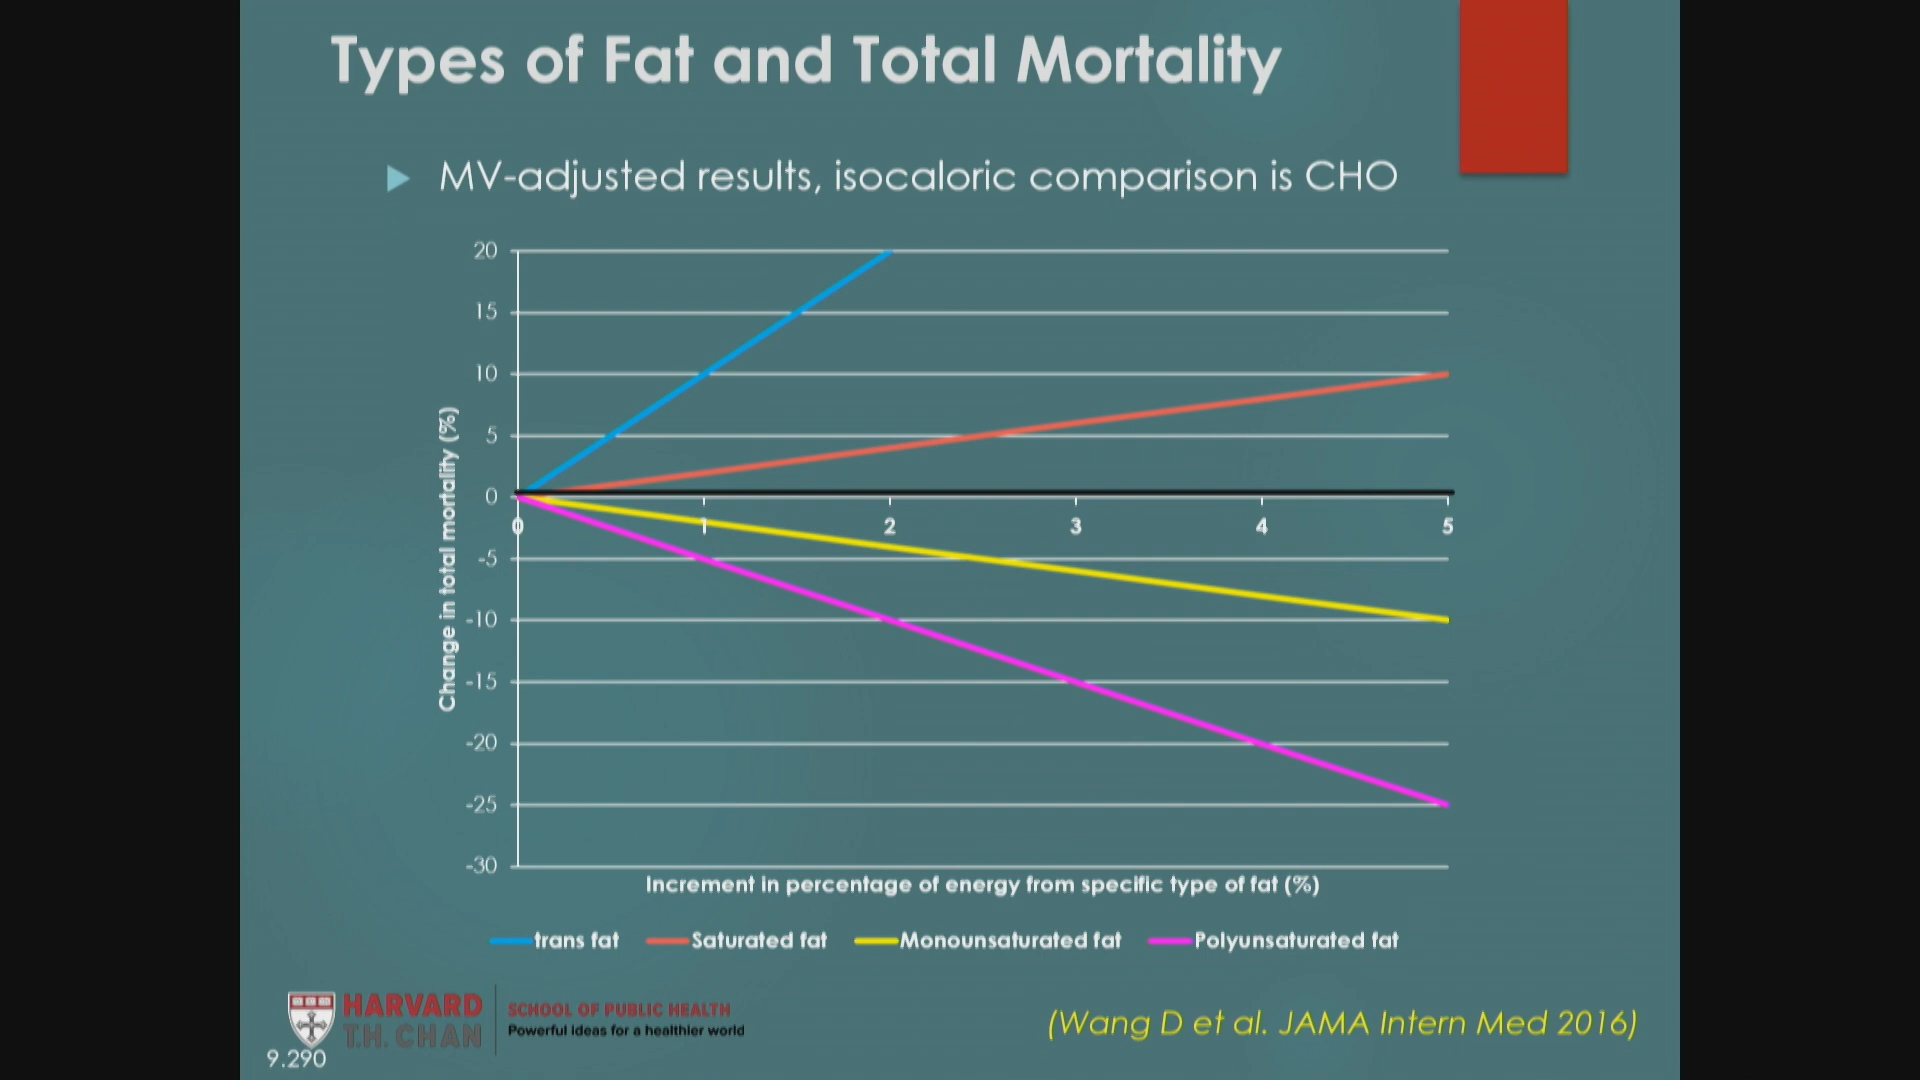 Types of Fat and Total Mortality
MV-adjusted results, isocaloric comparison is CHO
20
15
10
5
0
-5
-10
-15
-20
-25
-30
Change in total mortality (%)
0 1 2 3 4 5
Increment in percentage of energy from specific type of fat (%)
trans fat Saturated fat Monounsaturated fat Polyunsaturated fat
HARVARD
T.H. CHAN
SCHOOL OF PUBLIC HEALTH
Powerful ideas for a healthier world
(Wang D et al. JAMA Intern Med 2016)
9.290